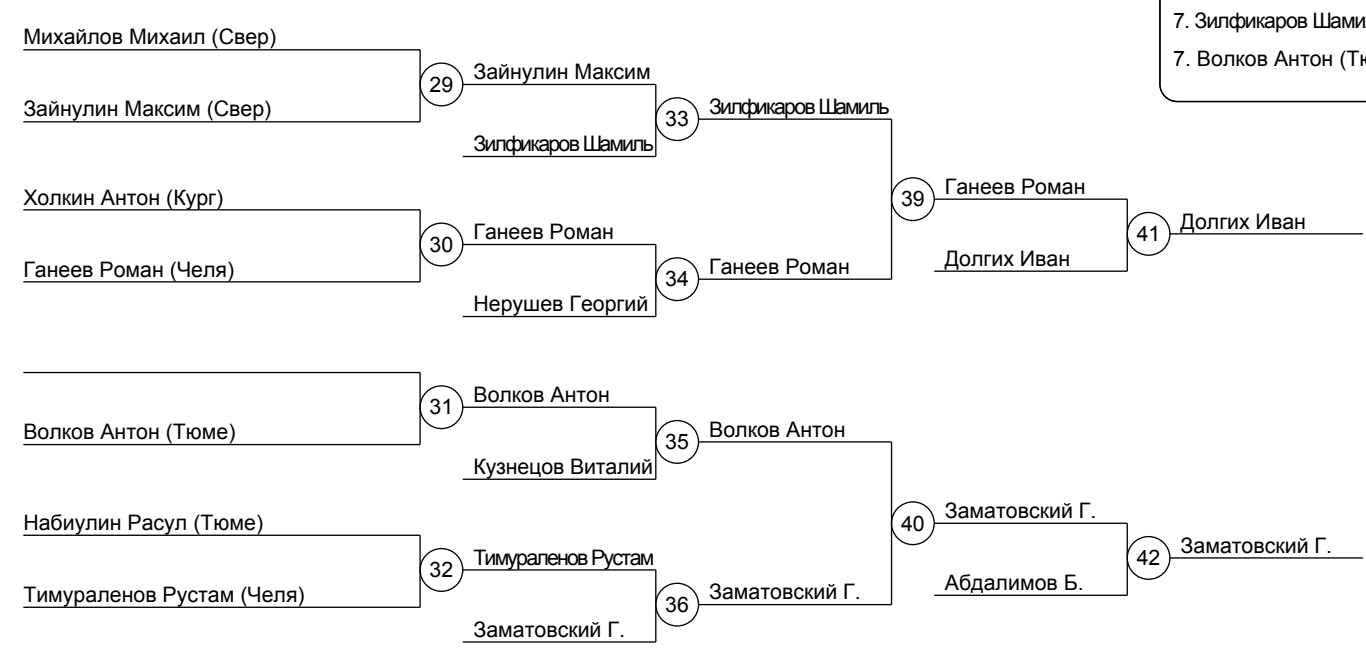 7. Зилфикаров Шами
7. Волков Антон (Тю
Михайлов Михаил (Свер)
29
Зайнулин Максим
Зайнулин Максим (Свер)
33
Зилфикаров Шамиль
Зилфикаров Шамиль
Холкин Антон (Кург)
39
Ганеев Роман
30
Ганеев Роман
41
Долгих Иван
Ганеев Роман (Челя)
34
Ганеев Роман
Долгих Иван
Нерушев Георгий
31
Волков Антон
Волков Антон (Тюме)
35
Волков Антон
Кузнецов Виталий
Набиулин Расул (Тюме)
40
Заматовский Г.
32
Тимураленов Рустам
42
Заматовский Г.
Тимураленов Рустам (Челя)
36
Заматовский Г.
Абдалимов Б.
Заматовский Г.